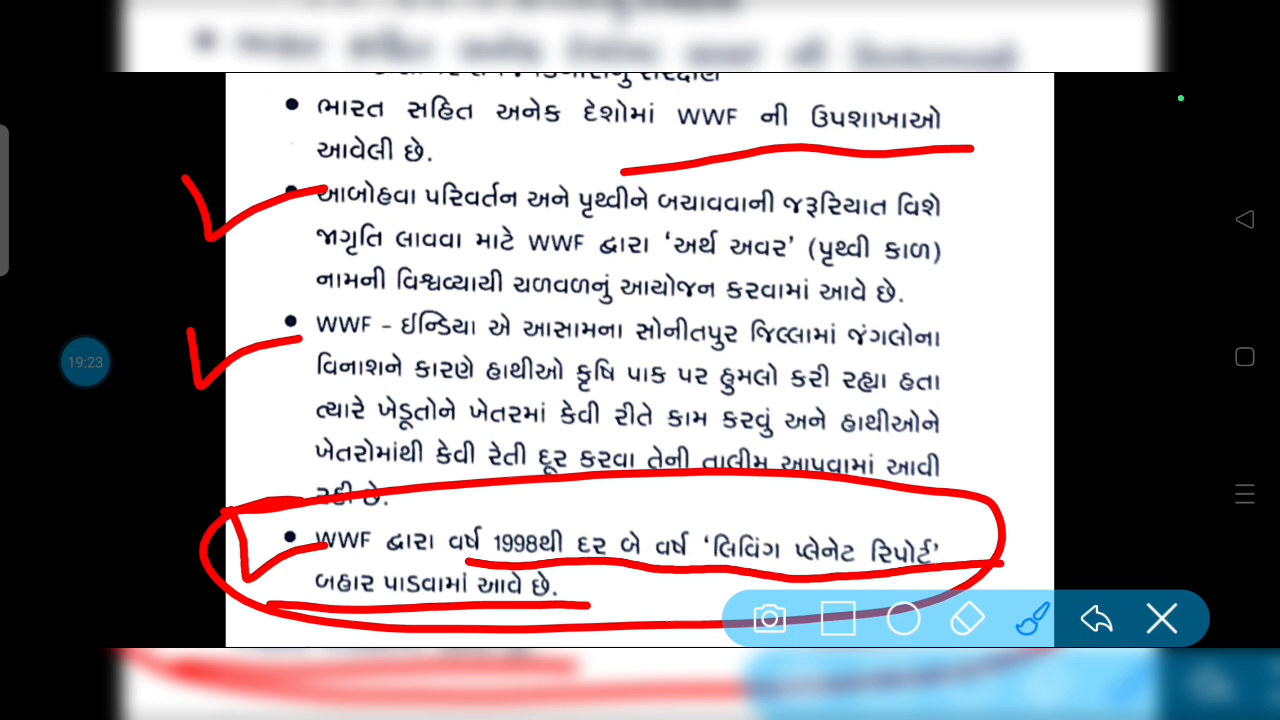 ભારત સહિત અનેક દેશોમાં WWF ની ઉપશાખાઓ
આવેલી છે.
આબોહવા પરિવર્તન અને પૃથ્વીને બચાવવાની જરૂરિયાત વિશે
જાગૃતિ લાવવા માટે WWF દ્વારા ‘અર્થ અવર’ (પૃથ્વી કાળ)
નામની વિશ્વવ્યાયી ચળવળનું આયોજન કરવામાં આવે છે.
WWF – ઈન્ડિયા એ આસામના સોનીતપુર જિલ્લામાં જંગલોના
વિનાશને કારણે હાથીઓ કૃષિ પાક પર હુમલો કરી રહ્યા હતા
ત્યારે ખેડૂતોને ખેતરમાં કેવી રીતે કામ કરવું અને હાથીઓને
ખેતરોમાંથી કેવી રેતી દૂર કરવા તેની તાલીમ આપવામાં આવી
રહી છે.
19:23
WWF દ્વારા વર્ષ 1998થી દર બે વર્ષ ‘લિવિંગ પ્લેનેટ રિપોર્ટ’
બહાર પાડવામાં આવે છે.